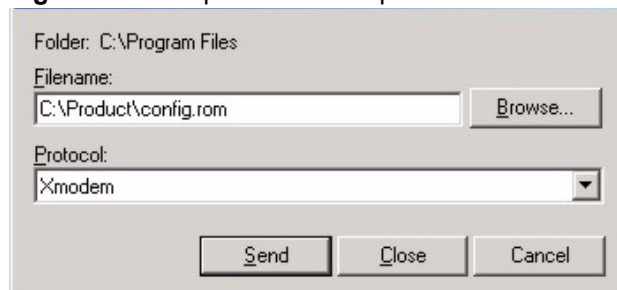 Folder: C:\Program Files
Filename:
C:\Product\config.rom
Browse...
Protocol:
Xmodem
Send Close Cancel